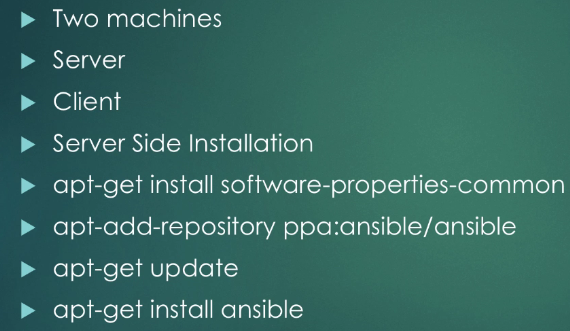 Two machines
Server
Client
Server Side Installation
apt-get install software-properties-common
apt-add-repository ppa:ansible/ansible
apt-get update
apt-get install ansible